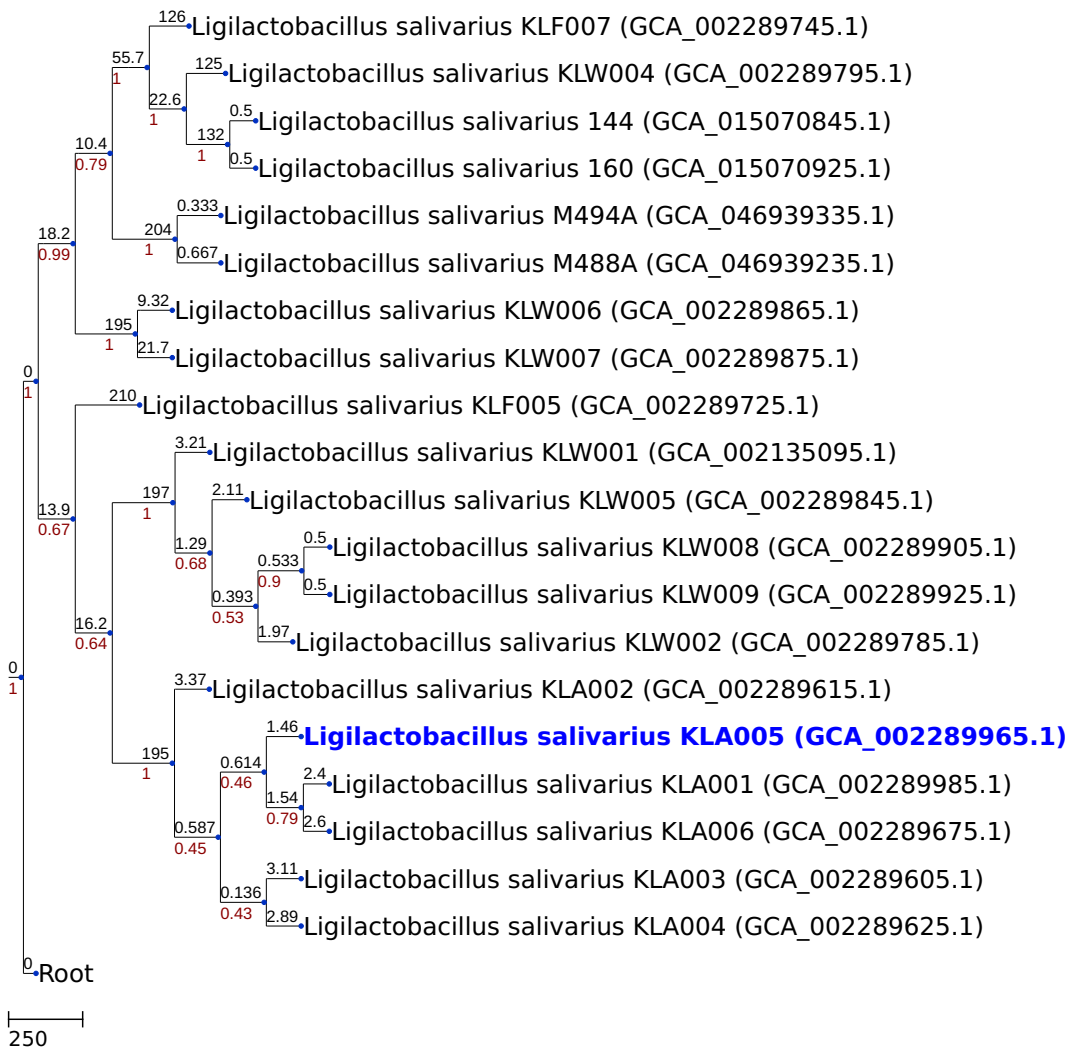 126
Ligilactobacillus salivarius KLF007 (GCA_002289745.1)
55.7
1
125
Ligilactobacillus salivarius KLW004 (GCA_002289795.1)
22.6
1
0.5
Ligilactobacillus salivarius 144 (GCA_015070845.1)
132
1
10.4
0.79
0.5
Ligilactobacillus salivarius 160 (GCA_015070925.1)
0.333
Ligilactobacillus salivarius M494A (GCA_046939335.1)
204
1
18.2
0.99
0.667
Ligilactobacillus salivarius M488A (GCA_046939235.1)
9.32
Ligilactobacillus salivarius KLW006 (GCA_002289865.1)
195
1
21.7
Ligilactobacillus salivarius KLW007 (GCA_002289875.1)
0
1
210
Ligilactobacillus salivarius KLF005 (GCA_002289725.1)
3.21
Ligilactobacillus salivarius KLW001 (GCA_002135095.1)
197
1
2.11
Ligilactobacillus salivarius KLW005 (GCA_002289845.1)
13.9
0.67
1.29
0.68
0.5
Ligilactobacillus salivarius KLW008 (GCA_002289905.1)
0.533
0.9
0.5
Ligilactobacillus salivarius KLW009 (GCA_002289925.1)
0.393
0.53
16.2
0.64
1.97
Ligilactobacillus salivarius KLW002 (GCA_002289785.1)
0
1
3.37
Ligilactobacillus salivarius KLA002 (GCA_002289615.1)
1.46
Ligilactobacillus salivarius KLA005 (GCA_002289965.1)
195
1
0.614
0.46
2.4
Ligilactobacillus salivarius KLA001 (GCA_002289985.1)
1.54
0.79
0.587
0.45
2.6
Ligilactobacillus salivarius KLA006 (GCA_002289675.1)
3.11
Ligilactobacillus salivarius KLA003 (GCA_002289605.1)
0.136
0.43
2.89
Ligilactobacillus salivarius KLA004 (GCA_002289625.1)
0
Root
250